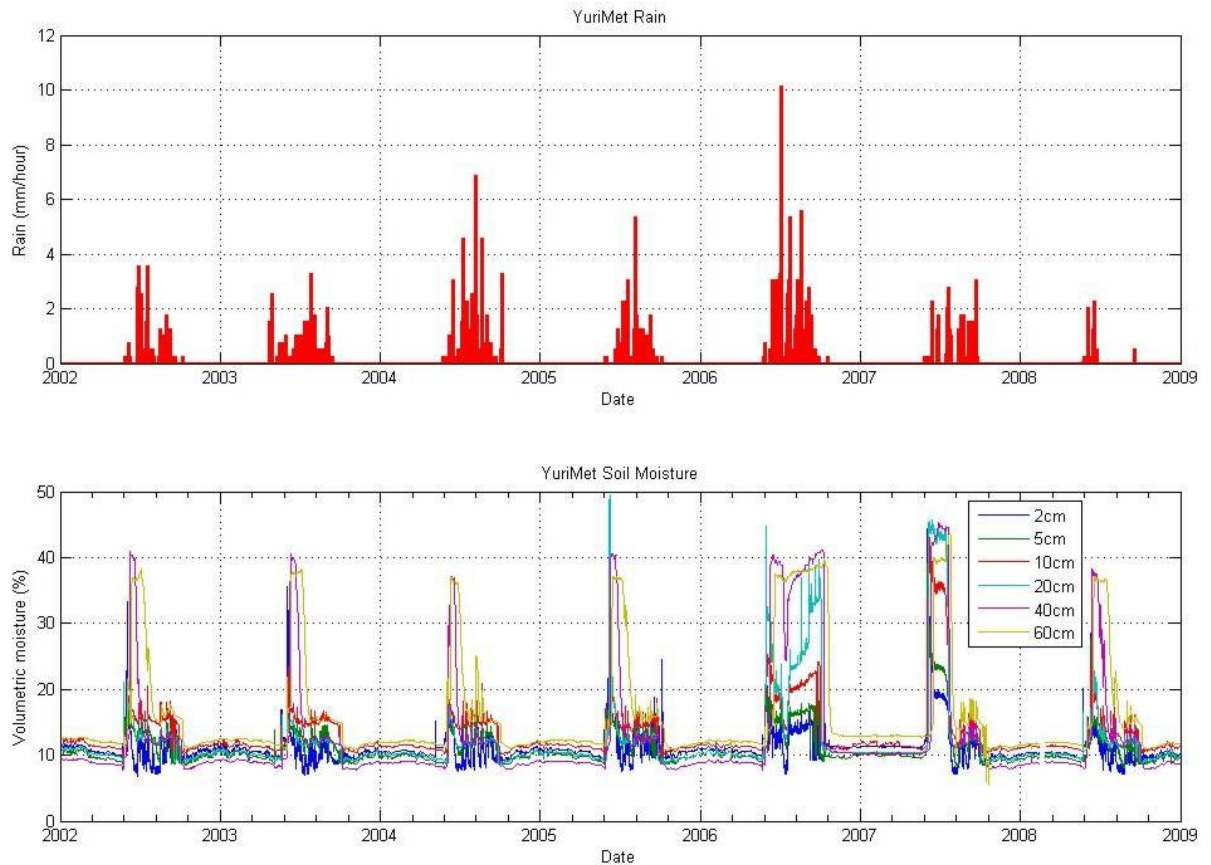 YuriMet Rain
12
10
8
6
4
2
0
Rain (mm/hour)
2002 2003 2004 2005 2006 2007 2008 2009
Date
YuriMet Soil Moisture
50
40
30
20
10
0
Volumetric moisture (%)
2cm
5cm
10cm
20cm
40cm
60cm
2002 2003 2004 2005 2006 2007 2008 2009
Date